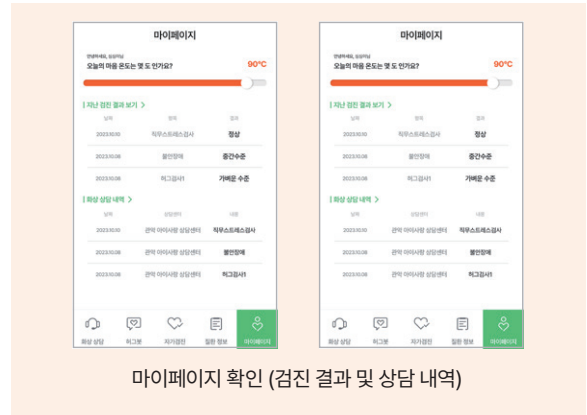 마이페이지
안녕하세요, 상상이님
오늘의 마음 온도는 몇 도 인가요?
90°C
지난 검진 결과 보기 >
날짜 항목 결과
2023.10.10 직무스트레스검사 정상
2023.10.08 불안장애 중간수준
2023.10.08 허그검사1 가벼운 수준
화상 상담 내역 >
날짜 상담센터 내용
2023.10.10 관악 아이사랑 상담센터 직무스트레스검사
2023.10.08 관악 아이사랑 상담센터 불안장애
2023.10.08 관악 아이사랑 상담센터 허그검사1
화상 상담 허그봇 자가검진 질환 정보 마이페이지
마이페이지
안녕하세요, 상상이님
오늘의 마음 온도는 몇 도 인가요?
90°C
지난 검진 결과 보기 >
날짜 항목 결과
2023.10.10 직무스트레스검사 정상
2023.10.08 불안장애 중간수준
2023.10.08 허그검사1 가벼운 수준
화상 상담 내역 >
날짜 상담센터 내용
2023.10.10 관악 아이사랑 상담센터 직무스트레스검사
2023.10.08 관악 아이사랑 상담센터 불안장애
2023.10.08 관악 아이사랑 상담센터 허그검사1
화상 상담 허그봇 자가검진 질환 정보 마이페이지
마이페이지 확인 (검진 결과 및 상담 내역)